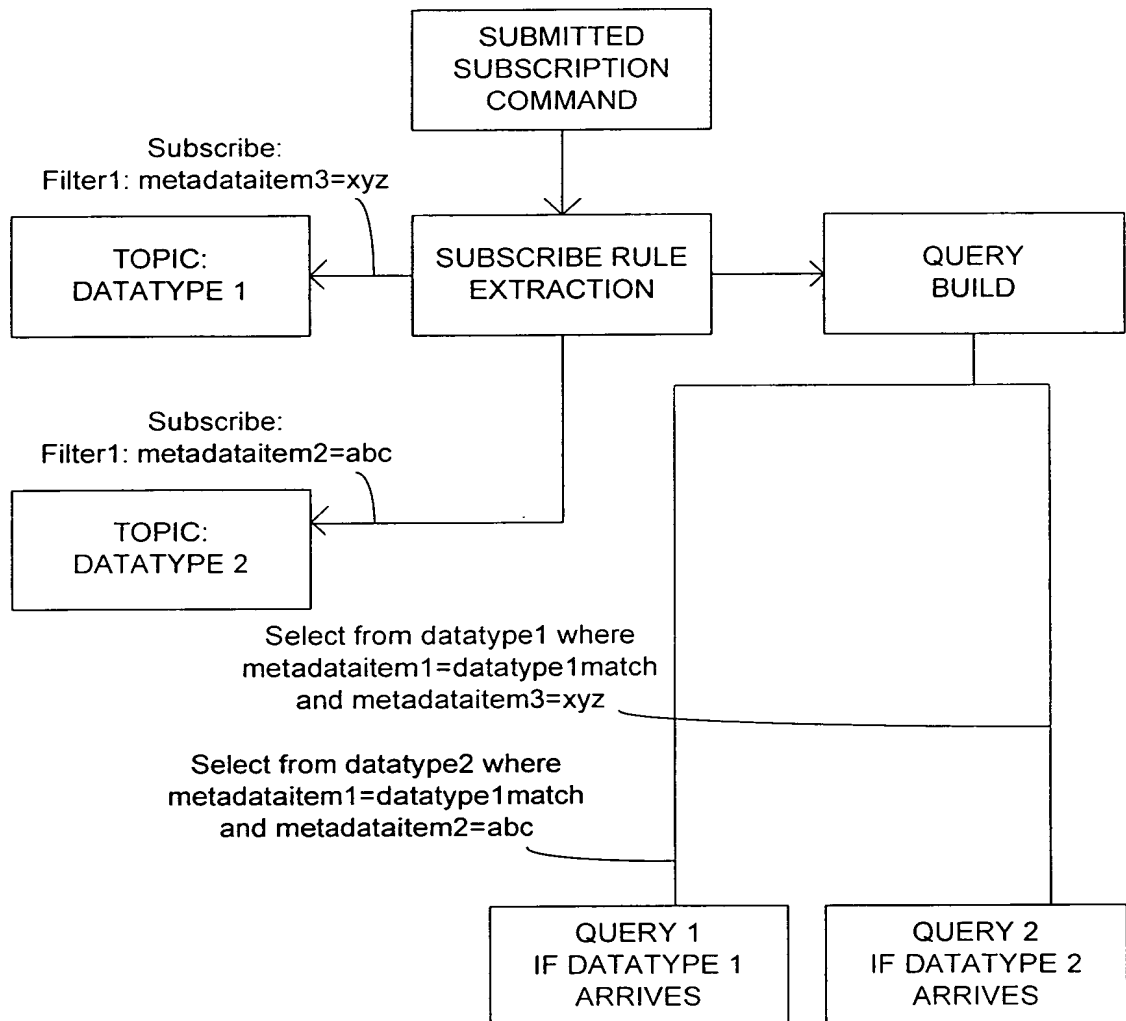 SUBMITTED
SUBSCRIPTION
COMMAND
Subscribe:
Filter1: metadataitem3=xyz
TOPIC:
DATATYPE 1
SUBSCRIBE RULE
EXTRACTION
QUERY
BUILD
Subscribe:
Filter1: metadataitem2=abc
TOPIC:
DATATYPE 2
Select from datatype1 where
metadataitem1=datatype1match
and metadataitem3=xyz
Select from datatype2 where
metadataitem1=datatype1match
and metadataitem2=abc
QUERY 1
IF DATATYPE 1
ARRIVES
QUERY 2
IF DATATYPE 2
ARRIVES